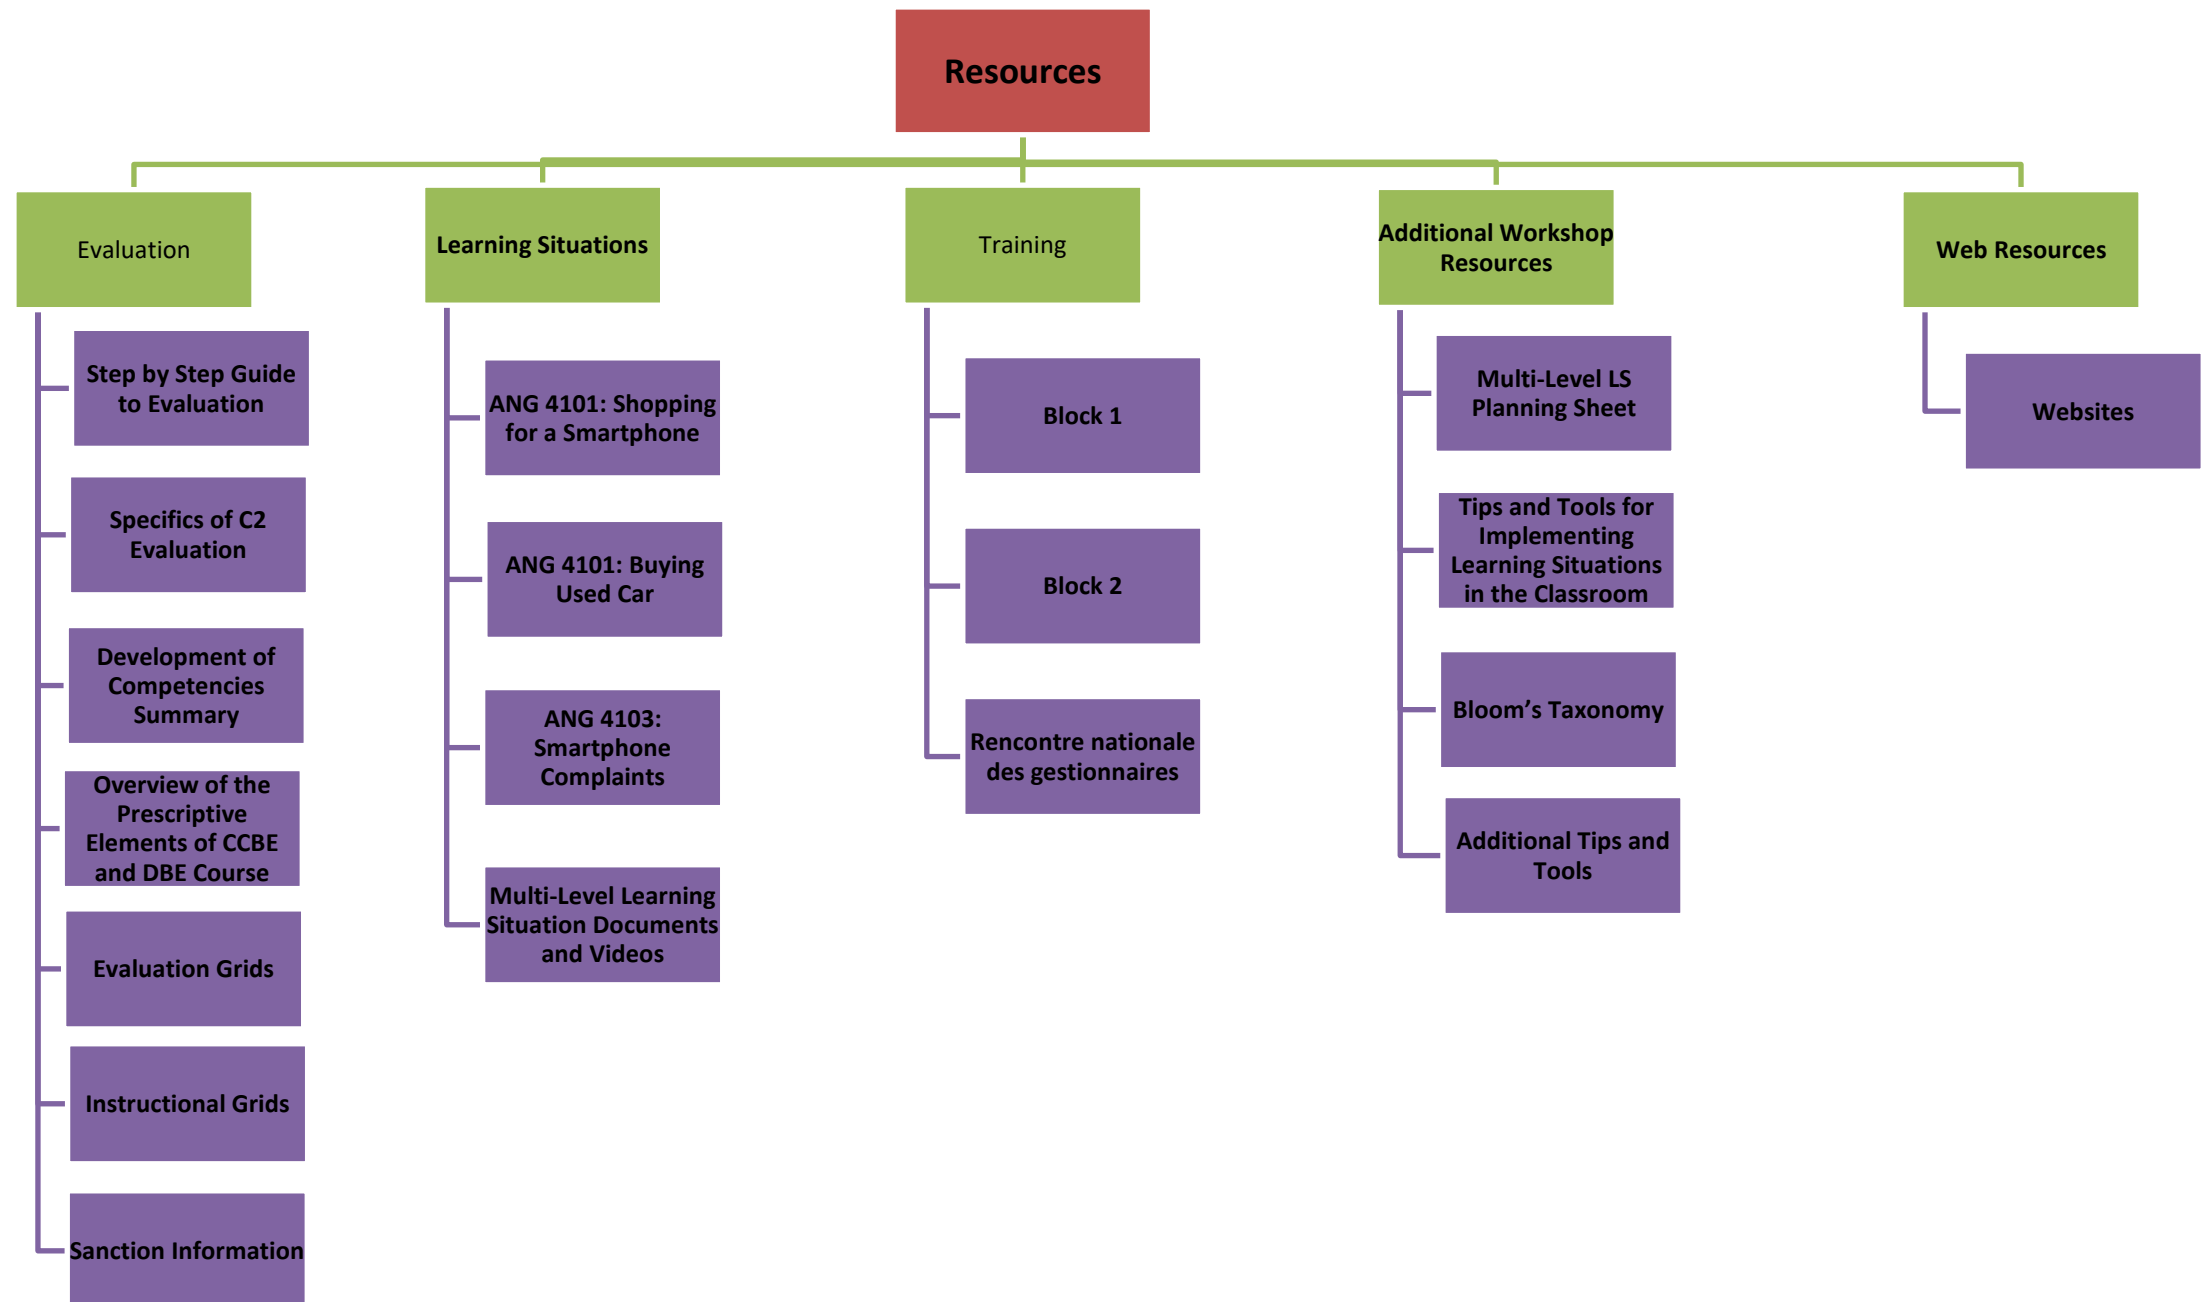 Resources
Evaluation
Step by Step Guide
to Evaluation
Specifics of C2
Evaluation
Development of
Competencies
Summary
Overview of the
Prescriptive
Elements of CCBE
and DBE Course
Evaluation Grids
Instructional Grids
Sanction Information
Learning Situations
ANG 4101: Shopping
for a Smartphone
ANG 4101: Buying
Used Car
ANG 4103:
Smartphone
Complaints
Multi-Level Learning
Situation Documents
and Videos
Training
Block 1
Block 2
Rencontre nationale
des gestionnaires
Additional Workshop
Resources
Multi-Level LS
Planning Sheet
Tips and Tools for
Implementing
Learning Situations
in the Classroom
Bloom’s Taxonomy
Additional Tips and
Tools
Web Resources
Websites